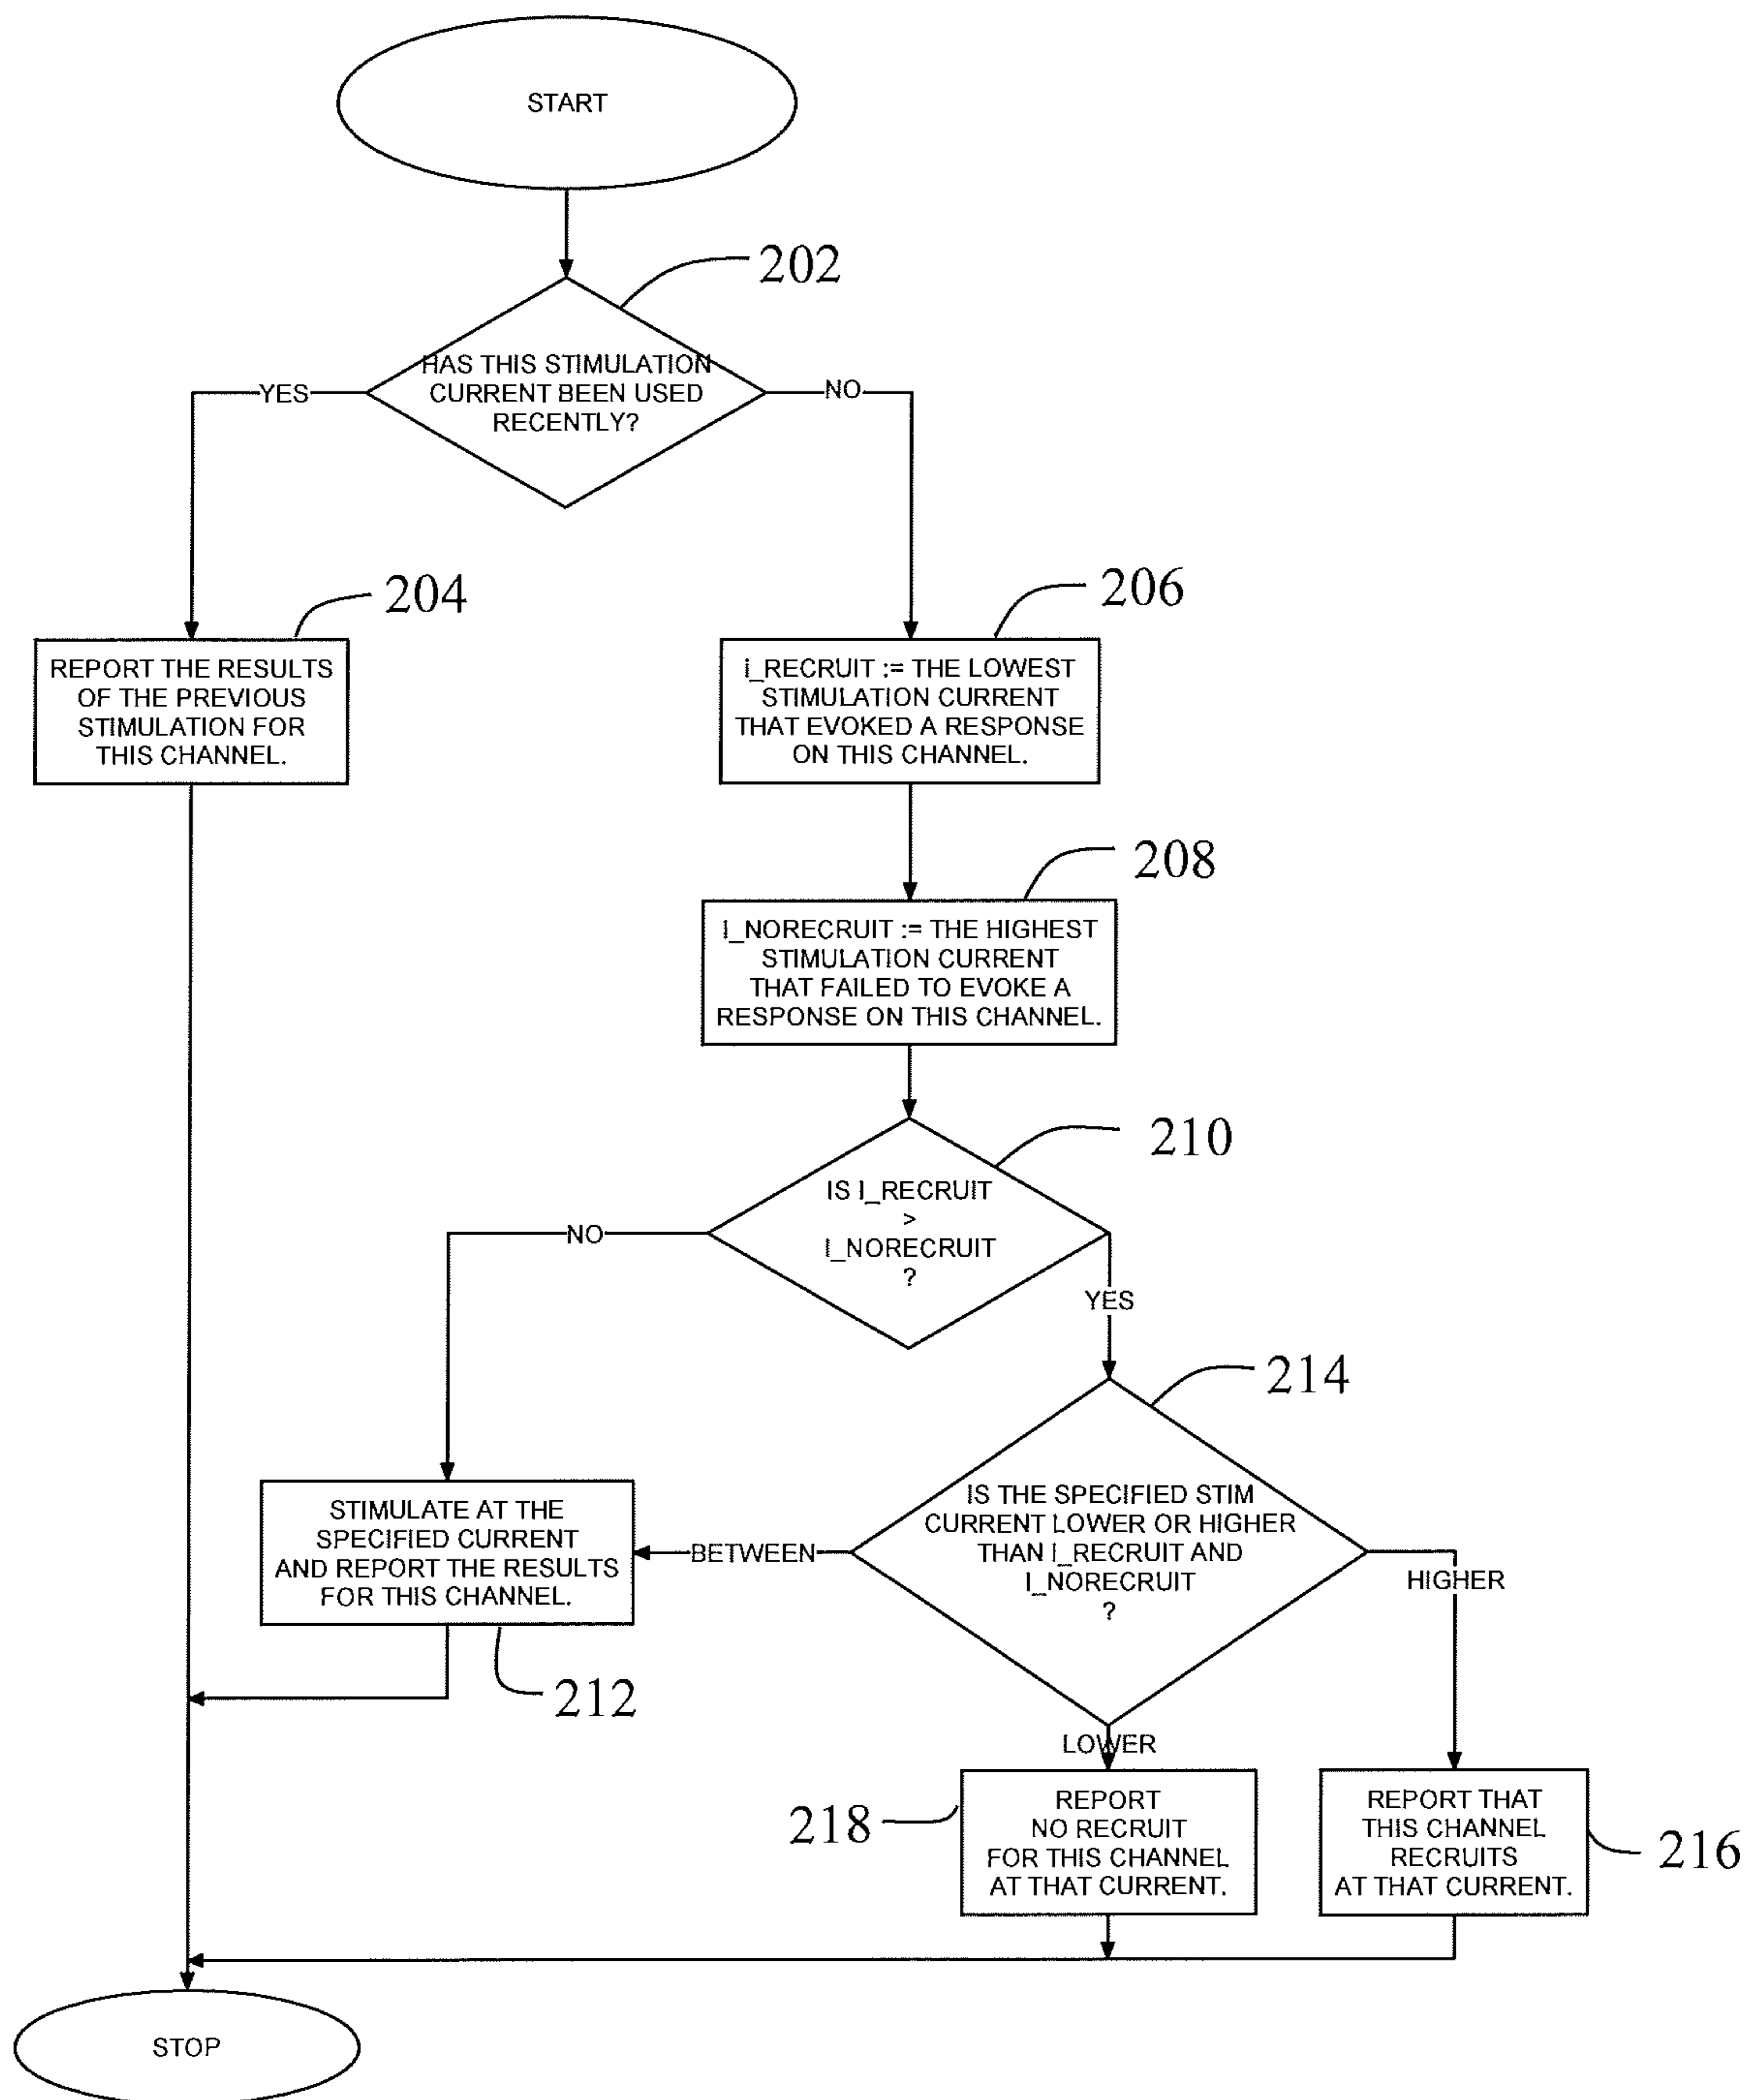 START
202
HAS THIS STIMULATION
CURRENT BEEN USED
RECENTLY?
YES
NO
204
206
REPORT THE RESULTS
OF THE PREVIOUS
STIMULATION FOR
THIS CHANNEL.
I_RECRUIT := THE LOWEST
STIMULATION CURRENT
THAT EVOKED A RESPONSE
ON THIS CHANNEL.
208
I_NORECRUIT := THE HIGHEST
STIMULATION CURRENT
THAT FAILED TO EVOKE A
RESPONSE ON THIS CHANNEL.
210
IS I_RECRUIT
>
I_NORECRUIT
?
NO
YES
214
IS THE SPECIFIED STIM
CURRENT LOWER OR HIGHER
THAN I_RECRUIT AND
I_NORECRUIT
?
STIMULATE AT THE
SPECIFIED CURRENT
AND REPORT THE RESULTS
FOR THIS CHANNEL.
BETWEEN
HIGHER
212
LOWER
218
REPORT
NO RECRUIT
FOR THIS CHANNEL
AT THAT CURRENT.
REPORT THAT
THIS CHANNEL
RECRUITS
AT THAT CURRENT.
216
STOP